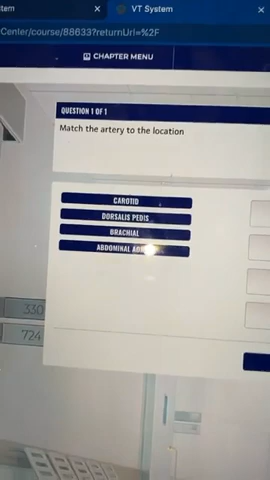 stem × VT System ×
Center/course/88633?returnUrl=%2F
CHAPTER MENU
QUESTION 1 OF 1
Match the artery to the location
CAROTID
DORSALIS PEDIS
BRACHIAL
ABDOMINAL
330
724